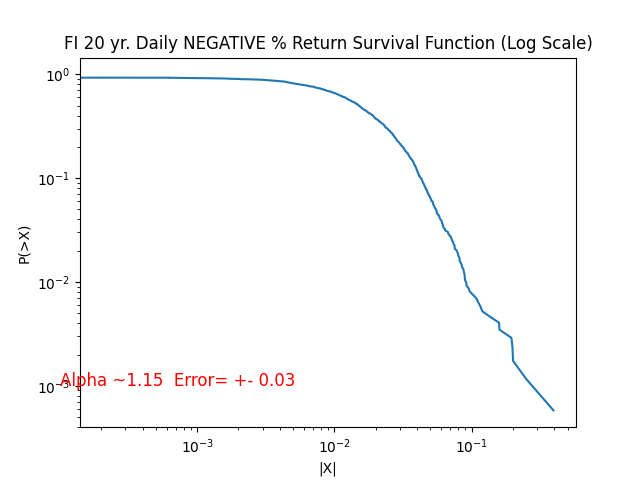 FI 20 yr. Daily NEGATIVE % Return Survival Function (Log Scale)
10⁰
10⁻¹
10⁻²
10⁻³
P(>X)
Alpha ~1.15  Error= +- 0.03
10⁻³
10⁻²
10⁻¹
|X|